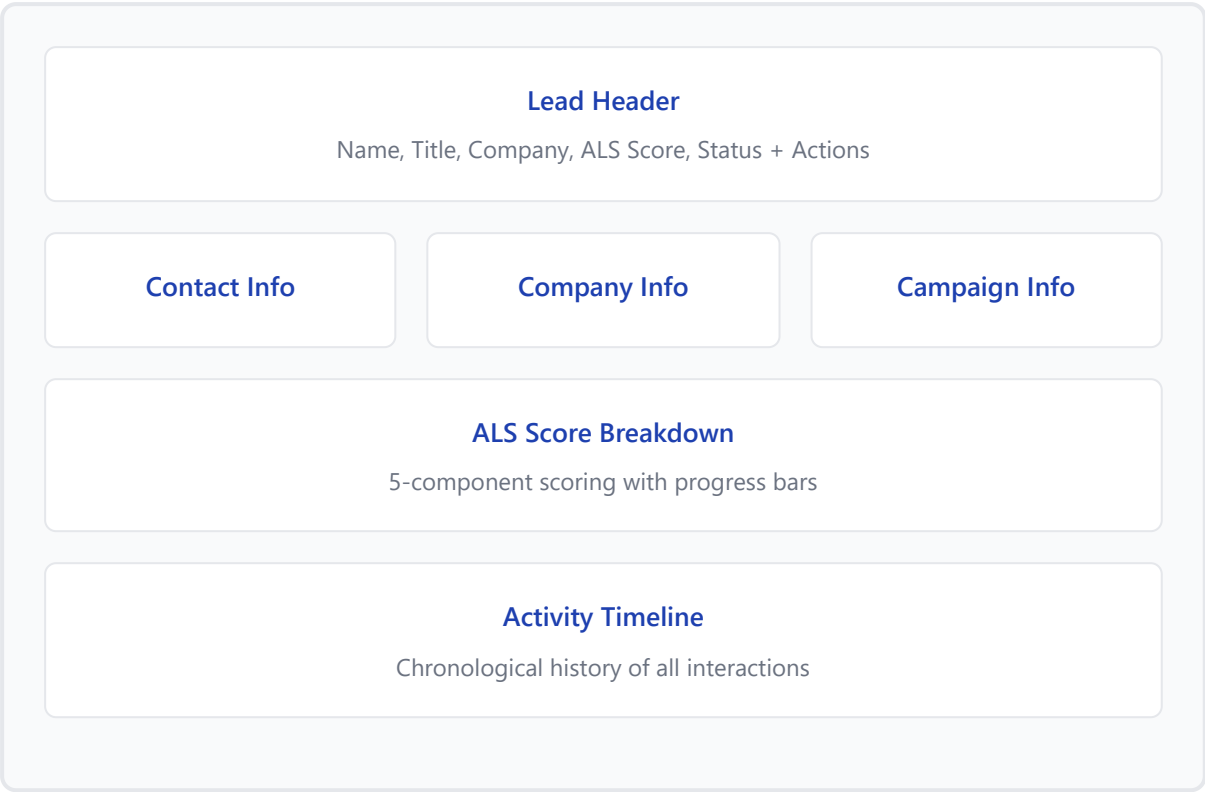 Lead Header
Name, Title, Company, ALS Score, Status + Actions
Contact Info
Company Info
Campaign Info
ALS Score Breakdown
5-component scoring with progress bars
Activity Timeline
Chronological history of all interactions